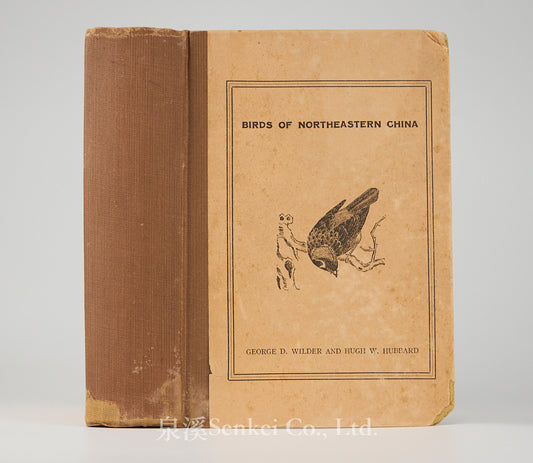 BIRDS OF NORTHEASTERN CHINA
GEORGE D. WILDER AND HUGH W. HUBBARD
泉溪Senkei Co., Ltd.